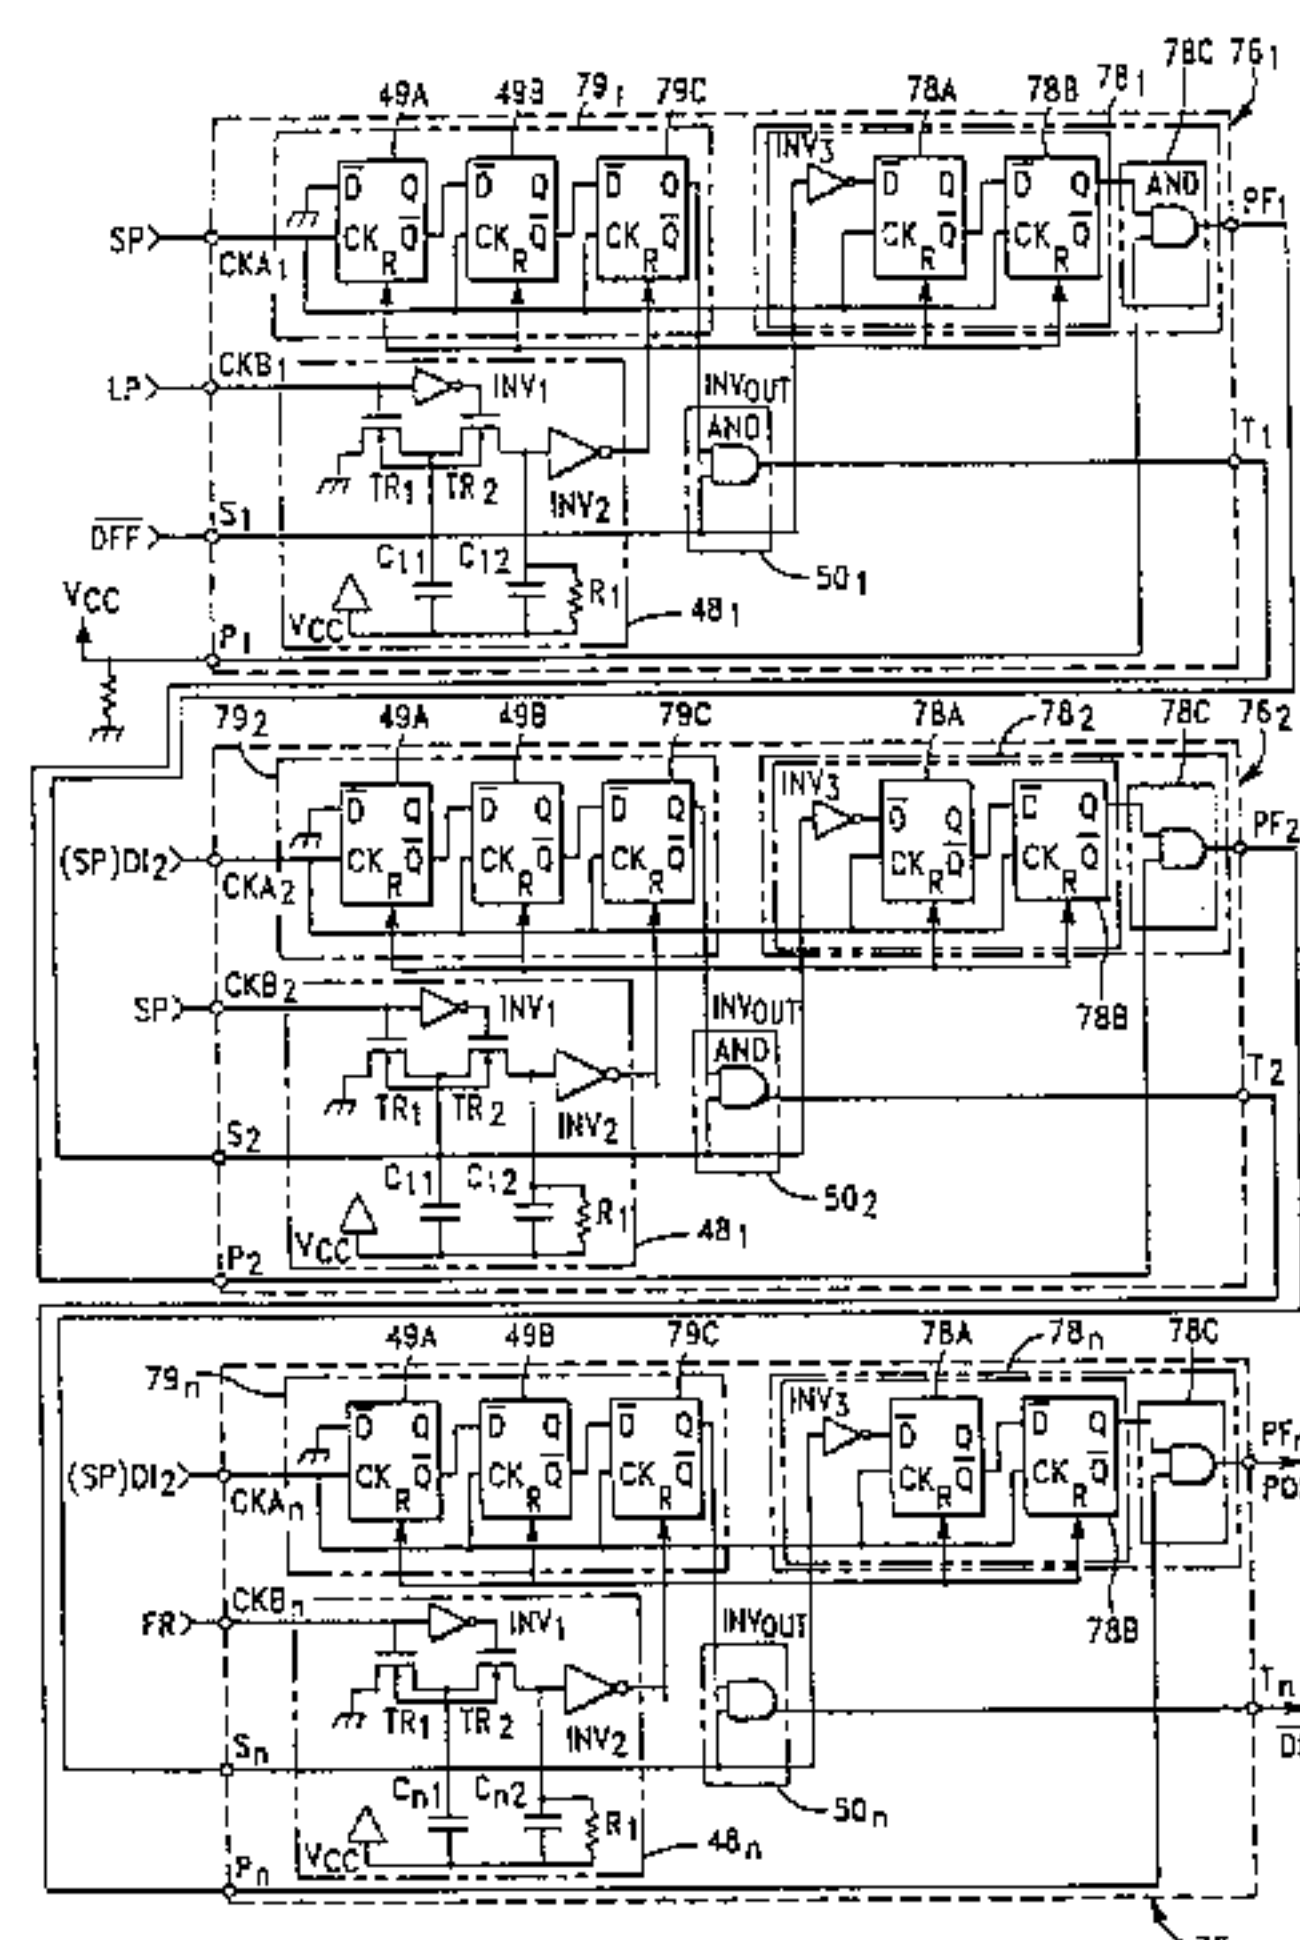 78C 76₁
49A 49B 79₁ 79C 78A 78B 78₁
INV₃
D Q D Q D Q D Q D Q AND PF₁
SP CK Q CK Q CK Q CK Q CK Q
CKA₁ R R R R R
CKB₁
LP INV₁ INVOUT
AND T₁
TR₁ TR₂ INV₂
S₁
DFF C₁₁ C₁₂ 50₁
VCC R₁ 48₁
VCC
P₁
79₂ 49A 49B 79C 78A 78₂ 78C 76₂
INV₃
D Q D Q D Q D Q PF₂
(SP)DI₂ CK Q CK Q CK Q CK Q CK Q
CKA₂ R R R R R
CKB₂
SP INV₁ INVOUT 78B
AND T₂
TR₁ TR₂ INV₂
S₂
C₁₁ C₁₂ 50₂
R₁ 48₁
VCC
P₂
49A 49B 79C 78A 78n 78C
79n INV₃
D Q D Q D Q D Q D Q
(SP)DI₂ CK Q CK Q CK Q CK Q CK Q
CKAn R R R R R
CKBn
FR INV₁ INVOUT 78B
Tn
TR₁ TR₂ INV₂
Sn
Cn1 Cn2 50n
R₁ 48n
VCC
Pn